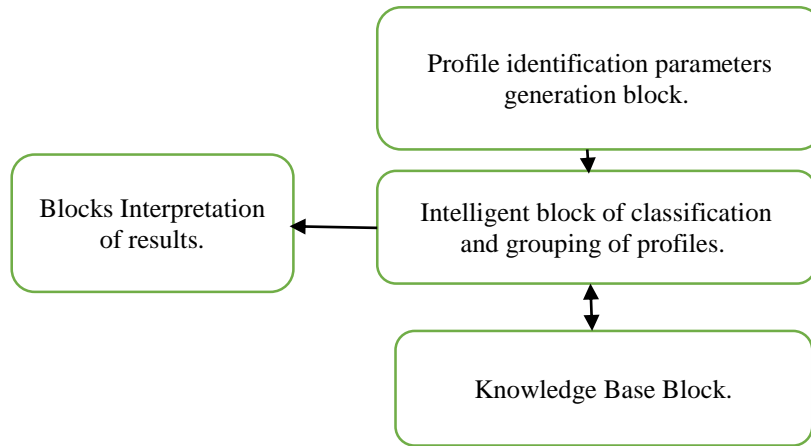 Profile identification parameters
generation block.
Blocks Interpretation
of results.
Intelligent block of classification
and grouping of profiles.
Knowledge Base Block.